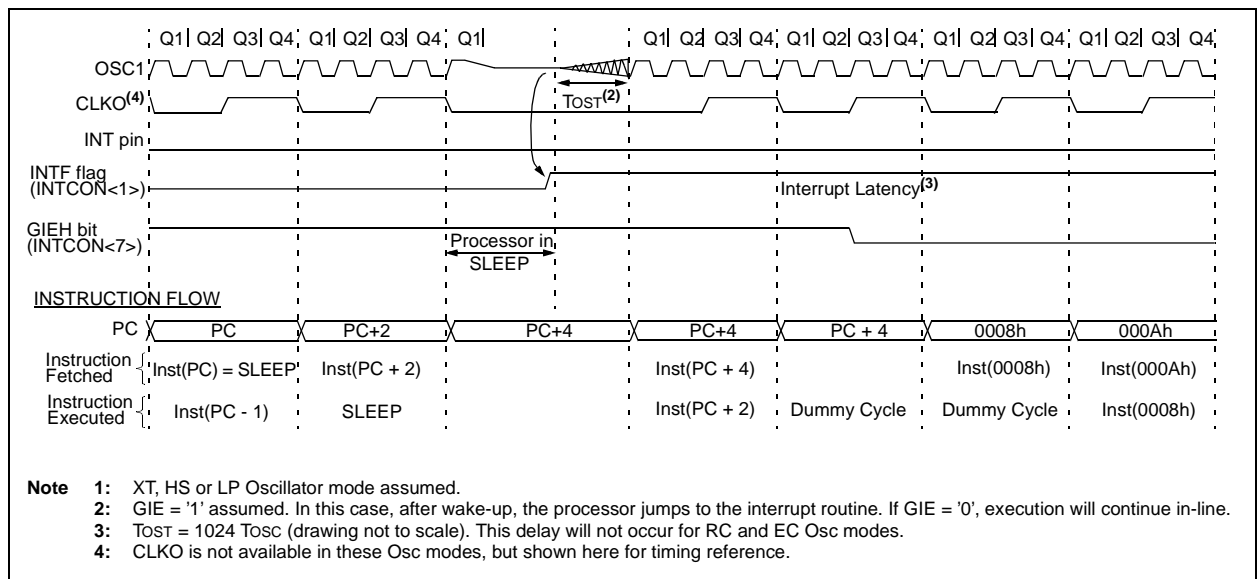 Q1 Q2 Q3 Q4 Q1 Q2 Q3 Q4 Q1 Q1 Q2 Q3 Q4 Q1 Q2 Q3 Q4 Q1 Q2 Q3 Q4 Q1 Q2 Q3 Q4
OSC1
CLKO(4)
TOST(2)
INT pin
INTF flag
(INTCON<1>)
Interrupt Latency(3)
GIEH bit
(INTCON<7>)
Processor in
SLEEP
INSTRUCTION FLOW
PC PC PC+2 PC+4 PC+4 PC + 4 0008h 000Ah
Instruction
Fetched
Inst(PC) = SLEEP Inst(PC + 2) Inst(PC + 4) Inst(0008h) Inst(000Ah)
Instruction
Executed
Inst(PC - 1) SLEEP Inst(PC + 2) Dummy Cycle Dummy Cycle Inst(0008h)
Note 1: XT, HS or LP Oscillator mode assumed.
2: GIE = '1' assumed. In this case, after wake-up, the processor jumps to the interrupt routine. If GIE = '0', execution will continue in-line.
3: TOST = 1024 TOSC (drawing not to scale). This delay will not occur for RC and EC Osc modes.
4: CLKO is not available in these Osc modes, but shown here for timing reference.